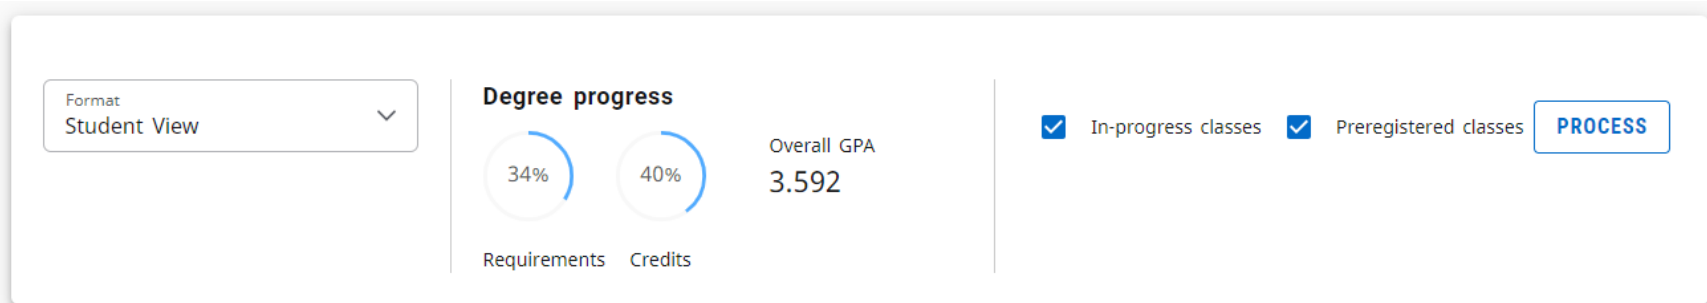 Format
Student View
Degree progress
34%
40%
Requirements
Credits
Overall GPA
3.592
In-progress classes
Preregistered classes
PROCESS